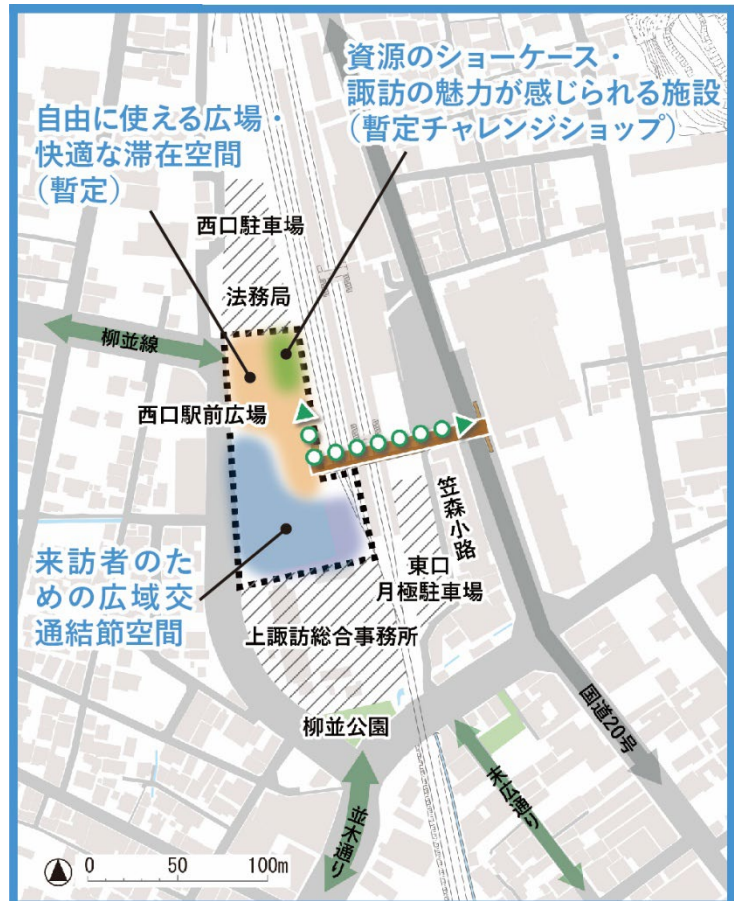 資源のショーケース・
諏訪の魅力が感じられる施設
(暫定チャレンジショップ)
自由に使える広場・
快適な滞在空間
(暫定)
西口駐車場
法務局
柳並線
西口駅前広場
笠森小路
東口
月極駐車場
来訪者のた
めの広域交
通結節空間
上諏訪総合事務所
柳並公園
国道20号
末広通り
並木通り
0 50 100m